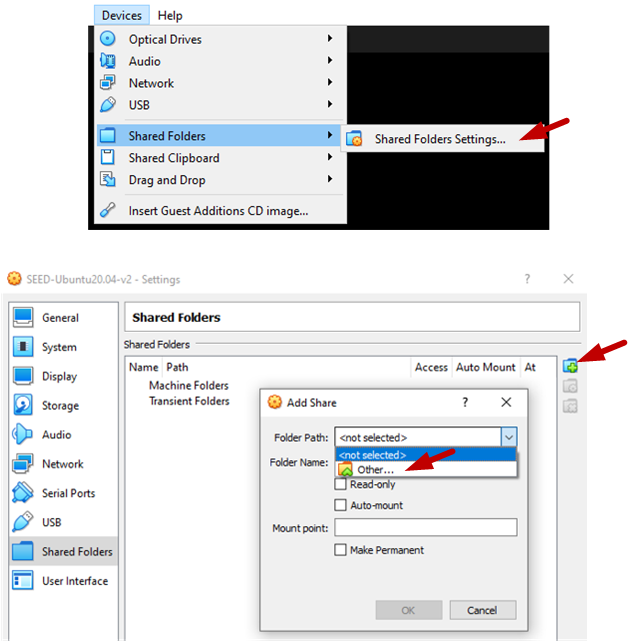 Devices Help
Optical Drives
Audio
Network
USB
Shared Folders
Shared Folders Settings...
Shared Clipboard
Drag and Drop
Insert Guest Additions CD image...
SEED-Ubuntu20.04-v2 - Settings ? ×
General
System
Display
Storage
Audio
Network
Serial Ports
USB
Shared Folders
User Interface
Shared Folders
Shared Folders
Name Path Access Auto Mount At
Machine Folders
Transient Folders
Add Share ? ×
Folder Path: <not selected>
<not selected>
Folder Name: Other...
Read-only
Auto-mount
Mount point:
Make Permanent
OK Cancel